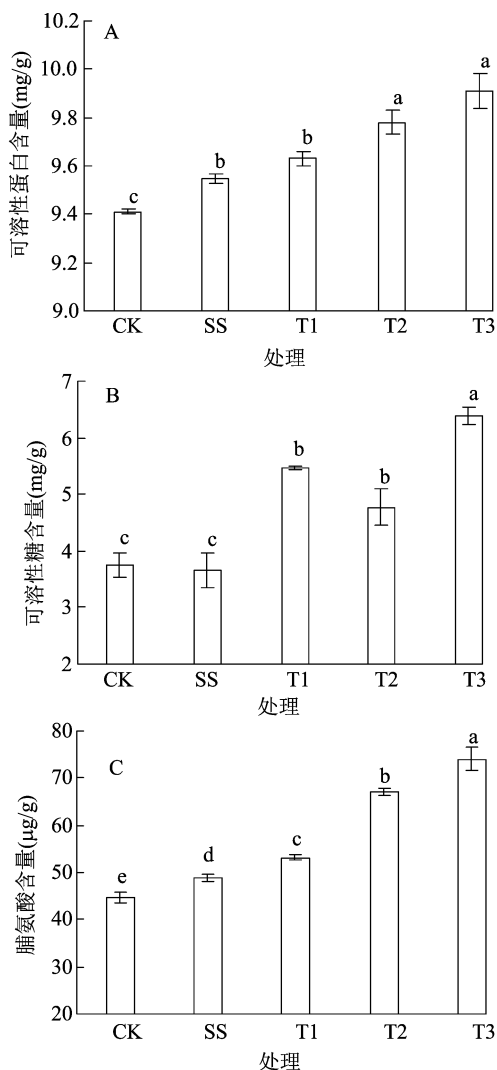 A
可溶性蛋白含量(mg/g)
10.2
10.0
9.8
9.6
9.4
9.2
9.0
c
b
b
a
a
CK SS T1 T2 T3
处理
B
可溶性糖含量(mg/g)
7
6
5
4
3
2
c
c
b
b
a
CK SS T1 T2 T3
处理
C
脯氨酸含量(μg/g)
80
70
60
50
40
30
20
e
d
c
b
a
CK SS T1 T2 T3
处理